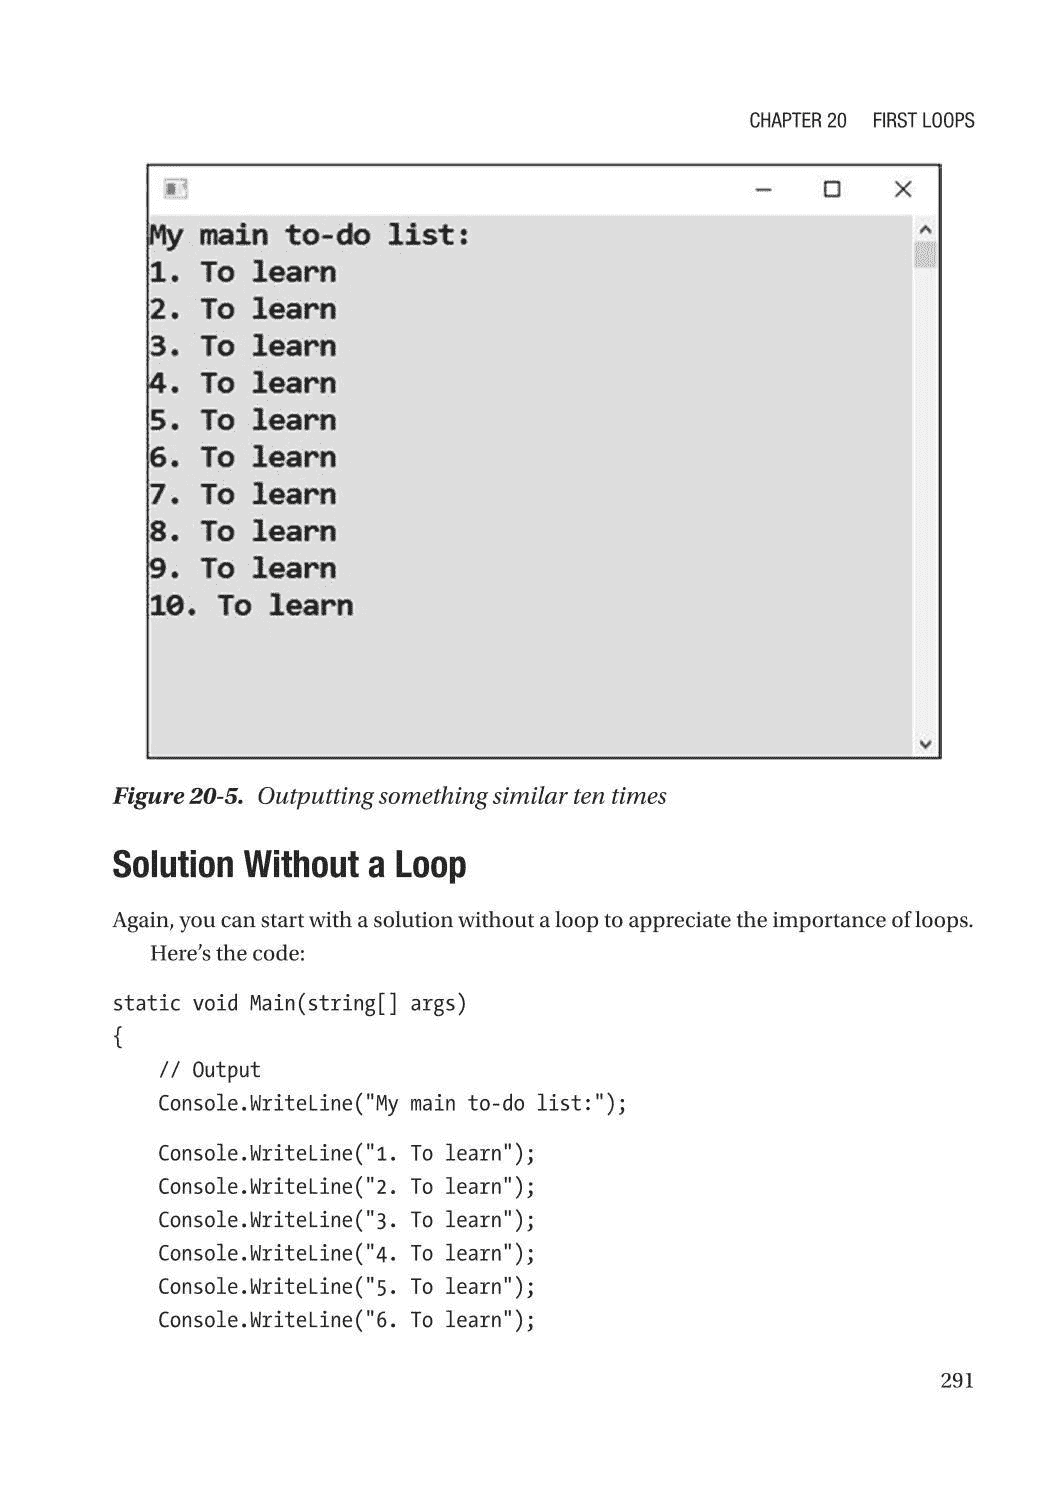 CHAPTER 20 FIRST LOOPS
My main to-do list:
1. To learn
2. To learn
3. To learn
4. To learn
5. To learn
6. To learn
7. To learn
8. To learn
9. To learn
10. To learn
Figure 20-5. Outputting something similar ten times
Solution Without a Loop
Again, you can start with a solution without a loop to appreciate the importance of loops.
Here's the code:
static void Main(string[] args)
{
    // Output
    Console.WriteLine("My main to-do list:");
    Console.WriteLine("1. To learn");
    Console.WriteLine("2. To learn");
    Console.WriteLine("3. To learn");
    Console.WriteLine("4. To learn");
    Console.WriteLine("5. To learn");
    Console.WriteLine("6. To learn");
291